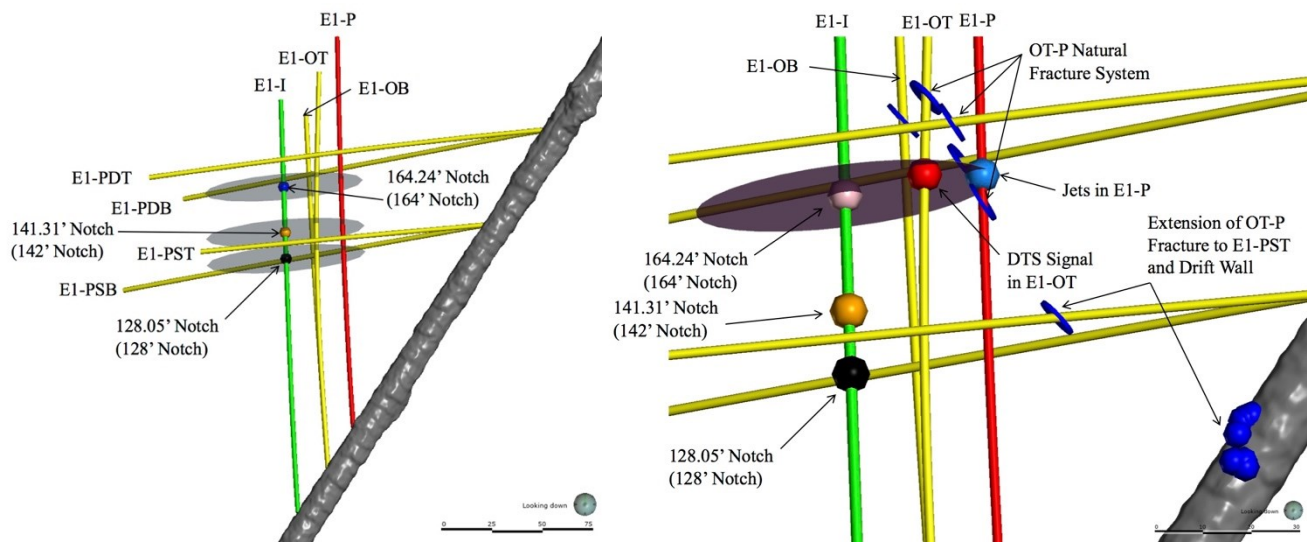 E1-P
E1-OT
E1-I
E1-OB
E1-PDT
E1-PDB
164.24' Notch
(164' Notch)
141.31' Notch
(142' Notch)
E1-PST
E1-PSB
128.05' Notch
(128' Notch)
Looking down
0 25 50 75
E1-I
E1-OT
E1-P
E1-OB
OT-P Natural
Fracture System
Jets in E1-P
164.24' Notch
(164' Notch)
DTS Signal
in E1-OT
Extension of OT-P
Fracture to E1-PST
and Drift Wall
141.31' Notch
(142' Notch)
128.05' Notch
(128' Notch)
Looking down
0 10 20 30